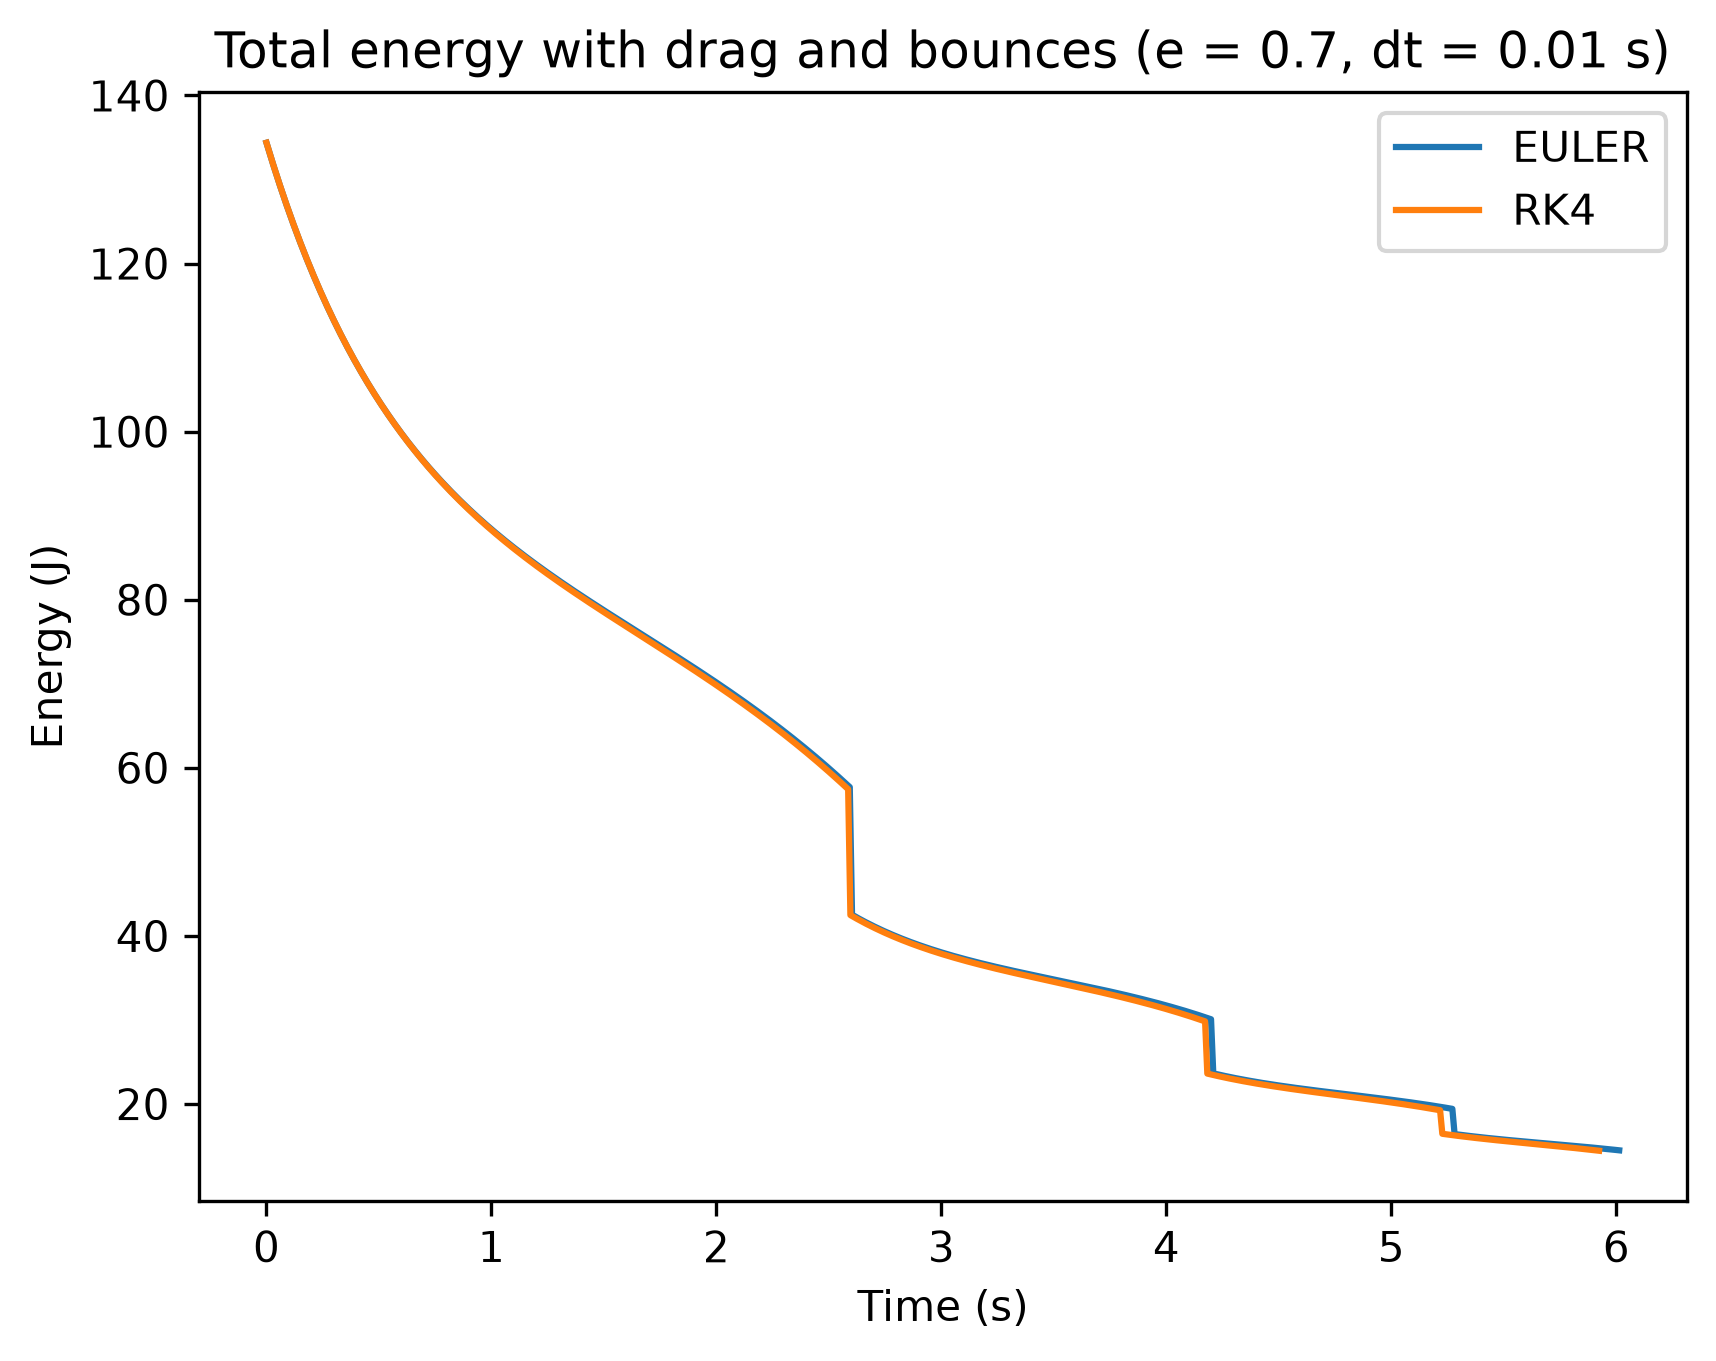 Total energy with drag and bounces (e = 0.7, dt = 0.01 s)
EULER
RK4
140
120
100
80
60
40
20
Energy (J)
0 1 2 3 4 5 6
Time (s)